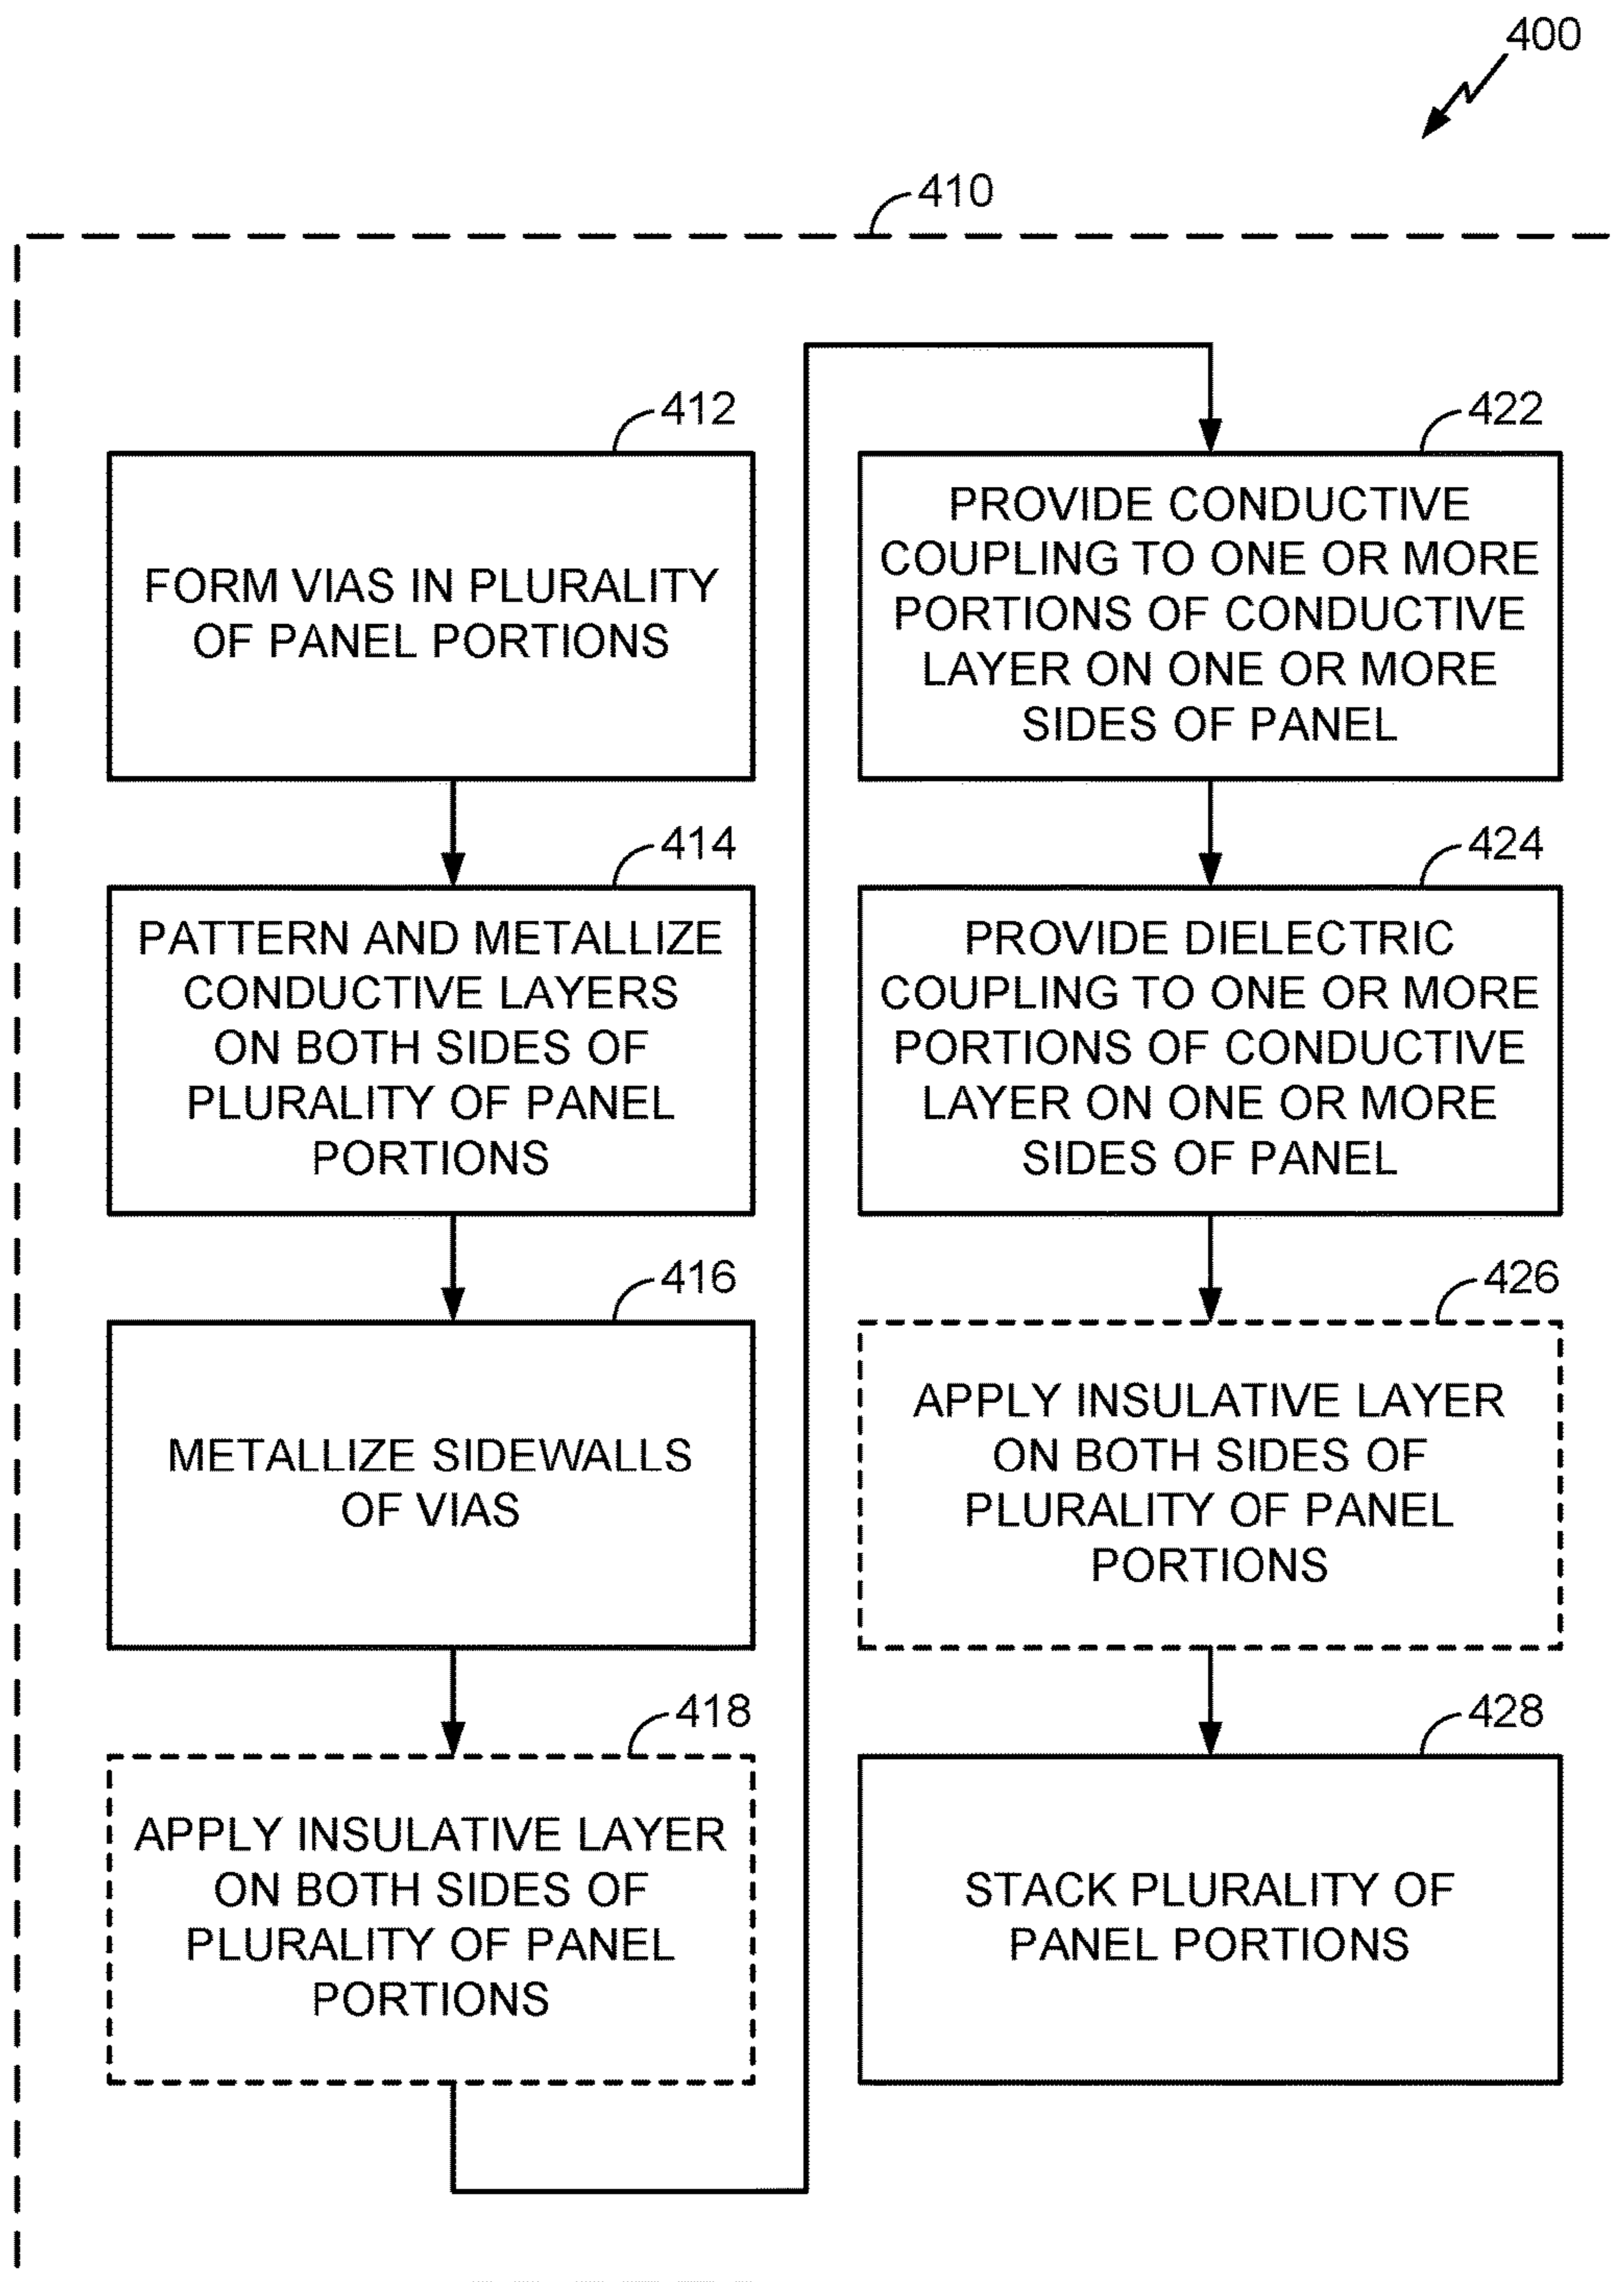 400
410
412
FORM VIAS IN PLURALITY
OF PANEL PORTIONS
414
PATTERN AND METALLIZE
CONDUCTIVE LAYERS
ON BOTH SIDES OF
PLURALITY OF PANEL
PORTIONS
416
METALLIZE SIDEWALLS
OF VIAS
418
APPLY INSULATIVE LAYER
ON BOTH SIDES OF
PLURALITY OF PANEL
PORTIONS
422
PROVIDE CONDUCTIVE
COUPLING TO ONE OR MORE
PORTIONS OF CONDUCTIVE
LAYER ON ONE OR MORE
SIDES OF PANEL
424
PROVIDE DIELECTRIC
COUPLING TO ONE OR MORE
PORTIONS OF CONDUCTIVE
LAYER ON ONE OR MORE
SIDES OF PANEL
426
APPLY INSULATIVE LAYER
ON BOTH SIDES OF
PLURALITY OF PANEL
PORTIONS
428
STACK PLURALITY OF
PANEL PORTIONS